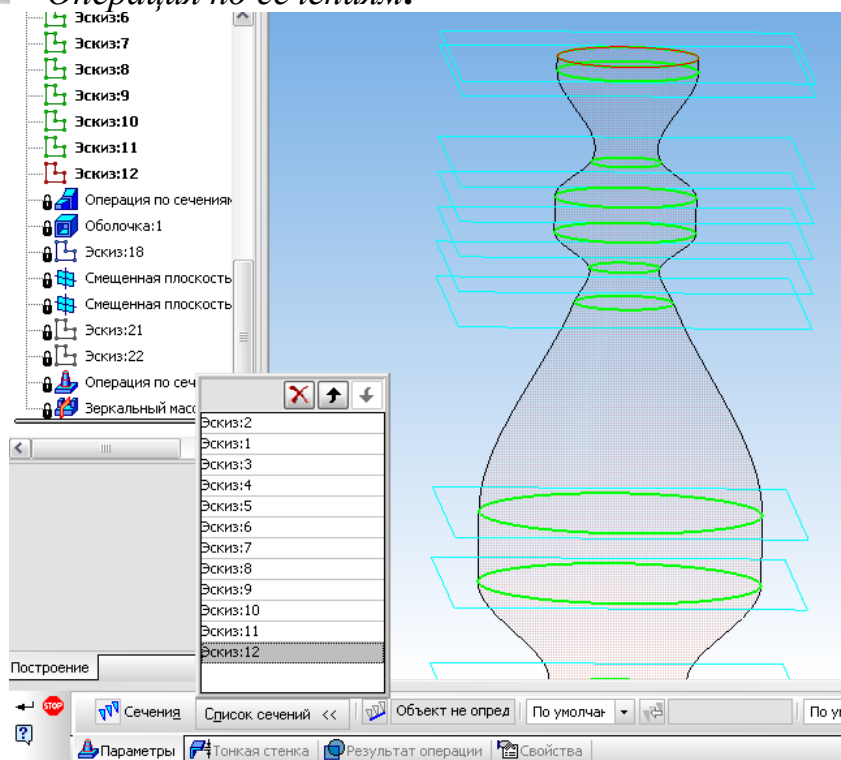 Операция по сечениям.
Эскиз:6
Эскиз:7
Эскиз:8
Эскиз:9
Эскиз:10
Эскиз:11
Эскиз:12
Операция по сечениям
Оболочка:1
Эскиз:18
Смещенная плоскость
Смещенная плоскость
Эскиз:21
Эскиз:22
Операция по сеч
Зеркальный масс
Эскиз:2
Эскиз:1
Эскиз:3
Эскиз:4
Эскиз:5
Эскиз:6
Эскиз:7
Эскиз:8
Эскиз:9
Эскиз:10
Эскиз:11
Эскиз:12
Построение
STOP Сечения Список сечений << Объект не опред По умолчан По у
Параметры Тонкая стенка Результат операции Свойства